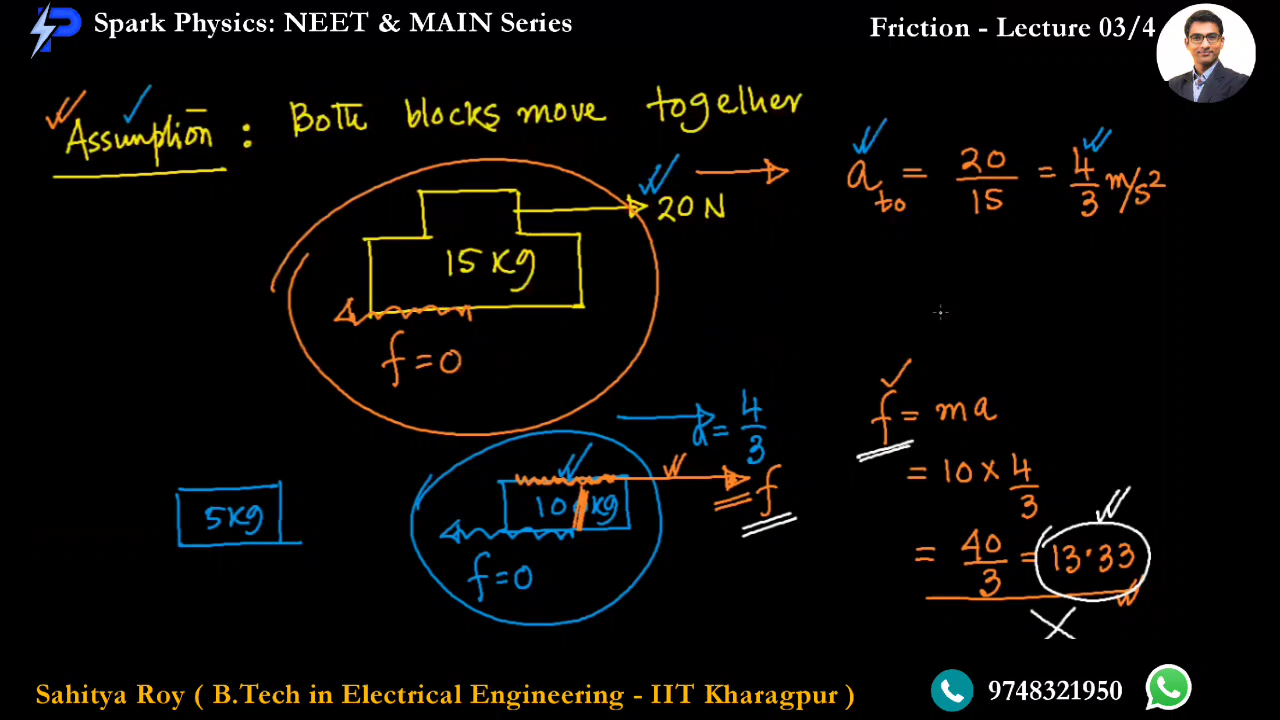 Spark Physics: NEET & MAIN Series
Friction - Lecture 03/4
Assumption : Both blocks move together
a to = 20/15 = 4/3 m/s²
20 N
15 Kg
f = 0
a = 4/3
f = ma
= 10 × 4/3
= 40/3 = 13.33
5 Kg
10 kg
f
f = 0
Sahitya Roy ( B.Tech in Electrical Engineering - IIT Kharagpur )
9748321950